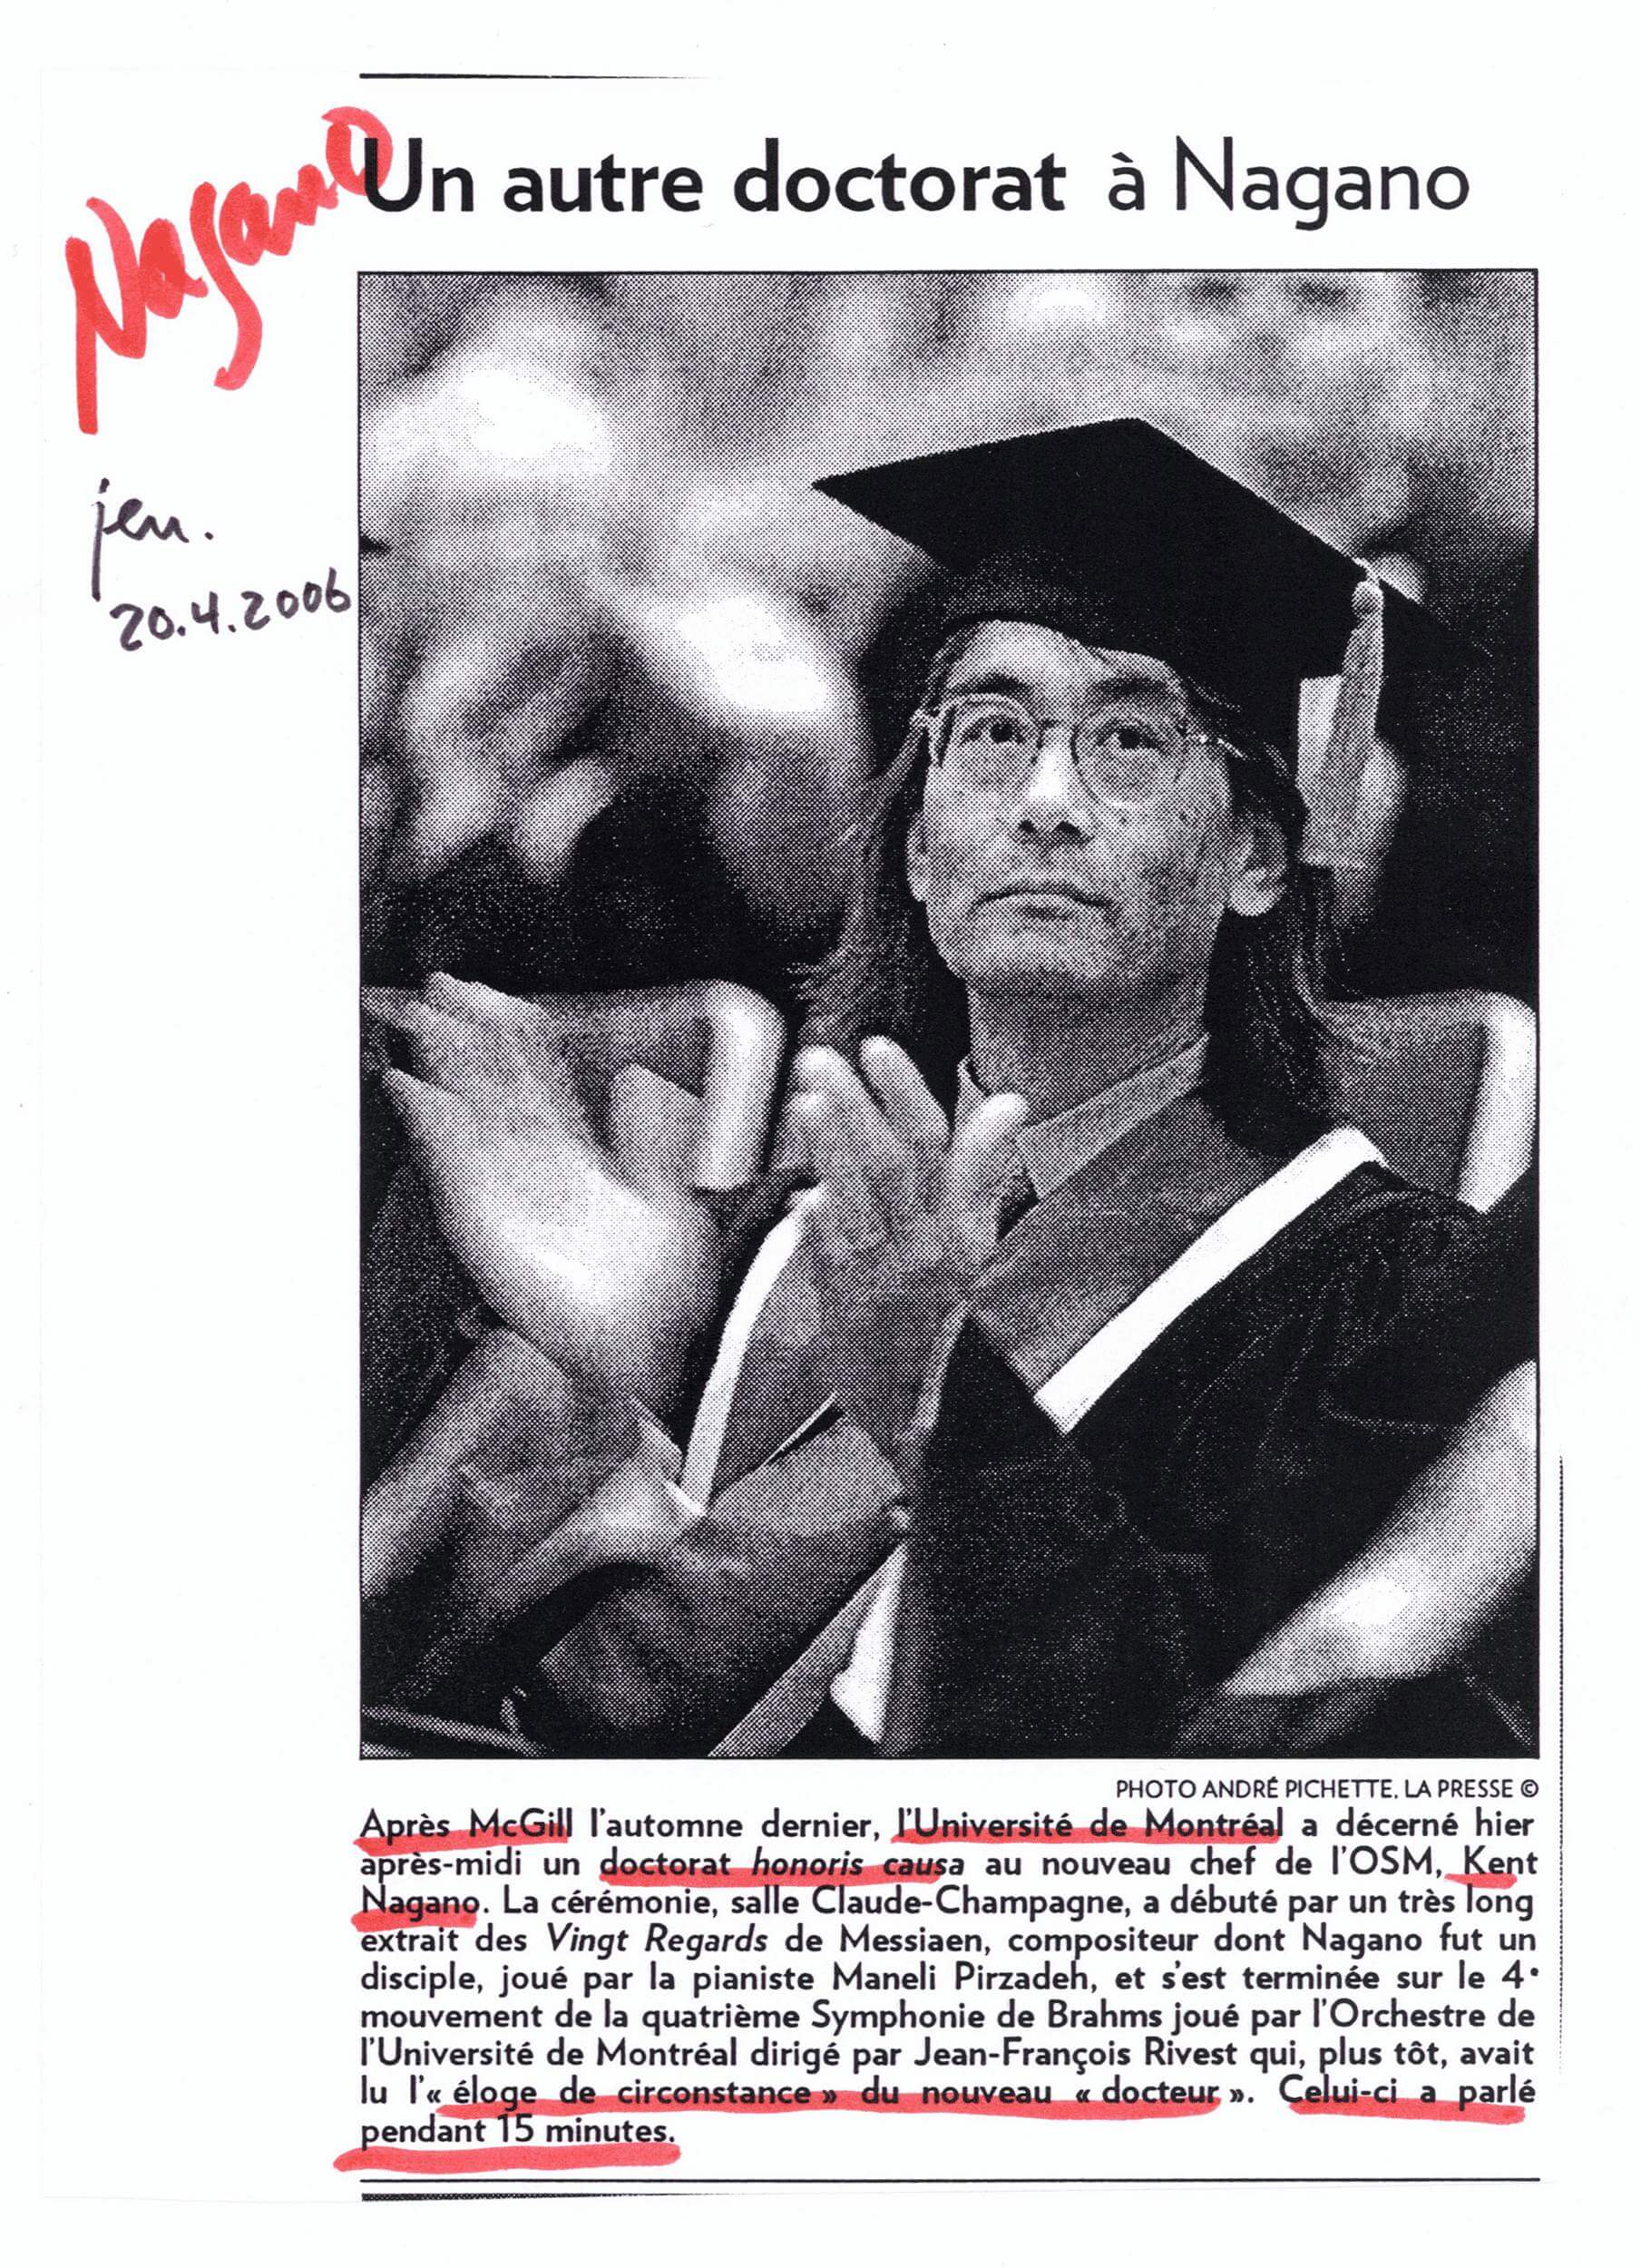 Nagano
Un autre doctorat à Nagano
jeu.
20.4.2006
PHOTO ANDRÉ PICHETTE, LA PRESSE ©
Après McGill l'automne dernier, l'Université de Montréal a décerné hier
après-midi un doctorat honoris causa au nouveau chef de l'OSM, Kent
Nagano. La cérémonie, salle Claude-Champagne, a débuté par un très long
extrait des Vingt Regards de Messiaen, compositeur dont Nagano fut un
disciple, joué par la pianiste Maneli Pirzadeh, et s'est terminée sur le 4e
mouvement de la quatrième Symphonie de Brahms joué par l'Orchestre de
l'Université de Montréal dirigé par Jean-François Rivest qui, plus tôt, avait
lu l'« éloge de circonstance » du nouveau « docteur ». Celui-ci a parlé
pendant 15 minutes.